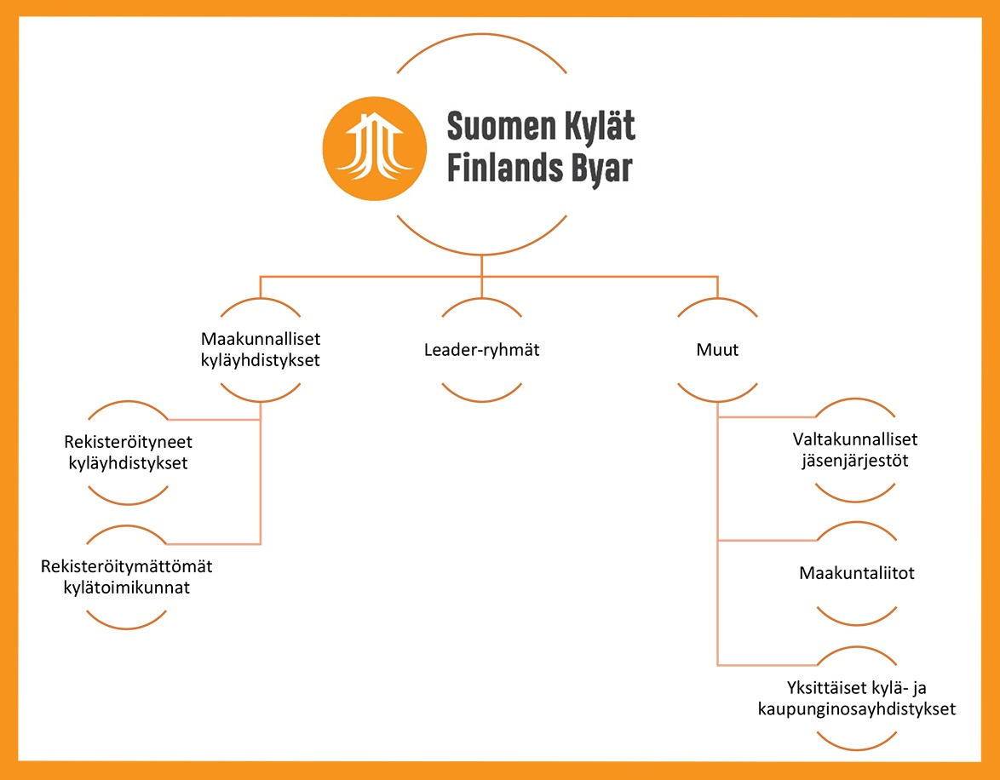 Suomen Kylät
Finlands Byar
Maakunnalliset
kyläyhdistykset
Leader-ryhmät
Muut
Rekisteröityneet
kyläyhdistykset
Rekisteröitymättömät
kylätoimikunnat
Valtakunnalliset
jäsenjärjestöt
Maakuntaliitot
Yksittäiset kylä- ja
kaupunginosayhdistykset